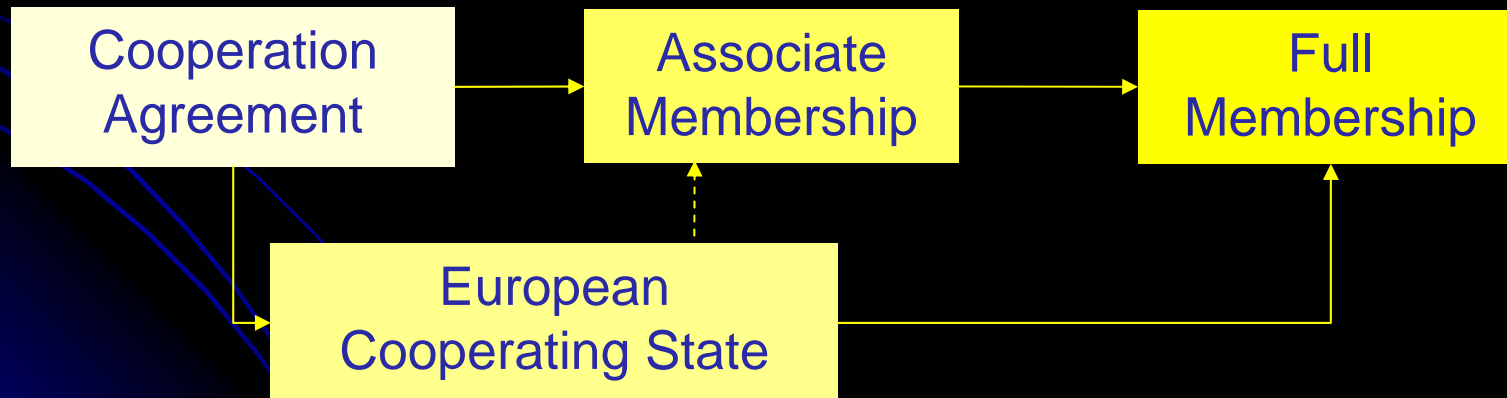 Cooperation
Agreement
Associate
Membership
Full
Membership
European
Cooperating State